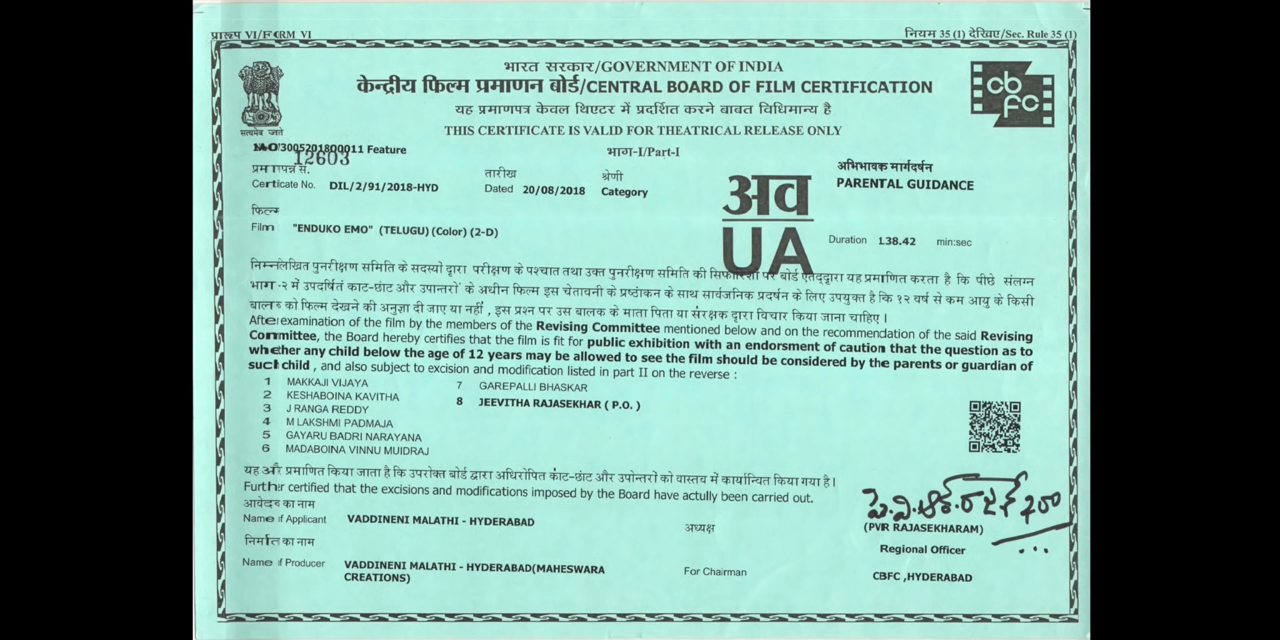 प्रारूप VI/FORM VI
नियम 35 (1) देखिए/Sec. Rule 35 (1)
भारत सरकार/GOVERNMENT OF INDIA
केन्द्रीय फिल्म प्रमाणन बोर्ड/CENTRAL BOARD OF FILM CERTIFICATION
यह प्रमाणपत्र केवल थिएटर में प्रदर्शित करने बाबत विधिमान्य है
THIS CERTIFICATE IS VALID FOR THEATRICAL RELEASE ONLY
सत्यमेव जयते
cb
fc
3005201800011 Feature
12603
भाग-I/Part-I
प्रमाणपत्र सं.
तारीख
श्रेणी
अभिभावक मार्गदर्षन
Certicate No. DIL/2/91/2018-HYD
Dated 20/08/2018 Category
PARENTAL GUIDANCE
अव
UA
फिल्म
Film "ENDUKO EMO" (TELUGU) (Color) (2-D)
Duration 138.42 min:sec
निम्नलिखित पुनरीक्षण समिति के सदस्यों द्वारा परीक्षण के पश्चात तथा उक्त पुनरीक्षण समिति की सिफारिशों पर बोर्ड एतद्द्वारा यह प्रमाणित करता है कि पीछे संलग्न
भाग -२ में उपदर्षित काट-छांट और उपान्तरों के अधीन फिल्म इस चेतावनी के प्रष्ठांकन के साथ सार्वजनिक प्रदर्षन के लिए उपयुक्त है कि १२ वर्ष से कम आयु के किसी
बालक को फिल्म देखने की अनुज्ञा दी जाए या नहीं , इस प्रश्न पर उस बालक के माता पिता या संरक्षक द्वारा विचार किया जाना चाहिए ।
After examination of the film by the members of the Revising Committee mentioned below and on the recommendation of the said Revising
Committee, the Board hereby certifies that the film is fit for public exhibition with an endorsement of caution that the question as to
whether any child below the age of 12 years may be allowed to see the film should be considered by the parents or guardian of
such child , and also subject to excision and modification listed in part II on the reverse :
1 MAKKAJI VIJAYA
2 KESHABOINA KAVITHA
3 J RANGA REDDY
4 M LAKSHMI PADMAJA
5 GAYARU BADRI NARAYANA
6 MADABOINA VINNU MUIDRAJ
7 GAREPALLI BHASKAR
8 JEEVITHA RAJASEKHAR ( P.O. )
यह और प्रमाणित किया जाता है कि उपरोक्त बोर्ड द्वारा अधिरोपित काट-छांट और उपोन्तरों को वास्तव में कार्यान्वित किया गया है।
Further certified that the excisions and modifications imposed by the Board have actully been carried out.
आवेदक का नाम
Name of Applicant VADDINENI MALATHI - HYDERABAD
अध्यक्ष
(PVR RAJASEKHARAM)
निर्माता का नाम
Regional Officer
Name of Producer VADDINENI MALATHI - HYDERABAD(MAHESWARA
CREATIONS)
For Chairman
CBFC ,HYDERABAD